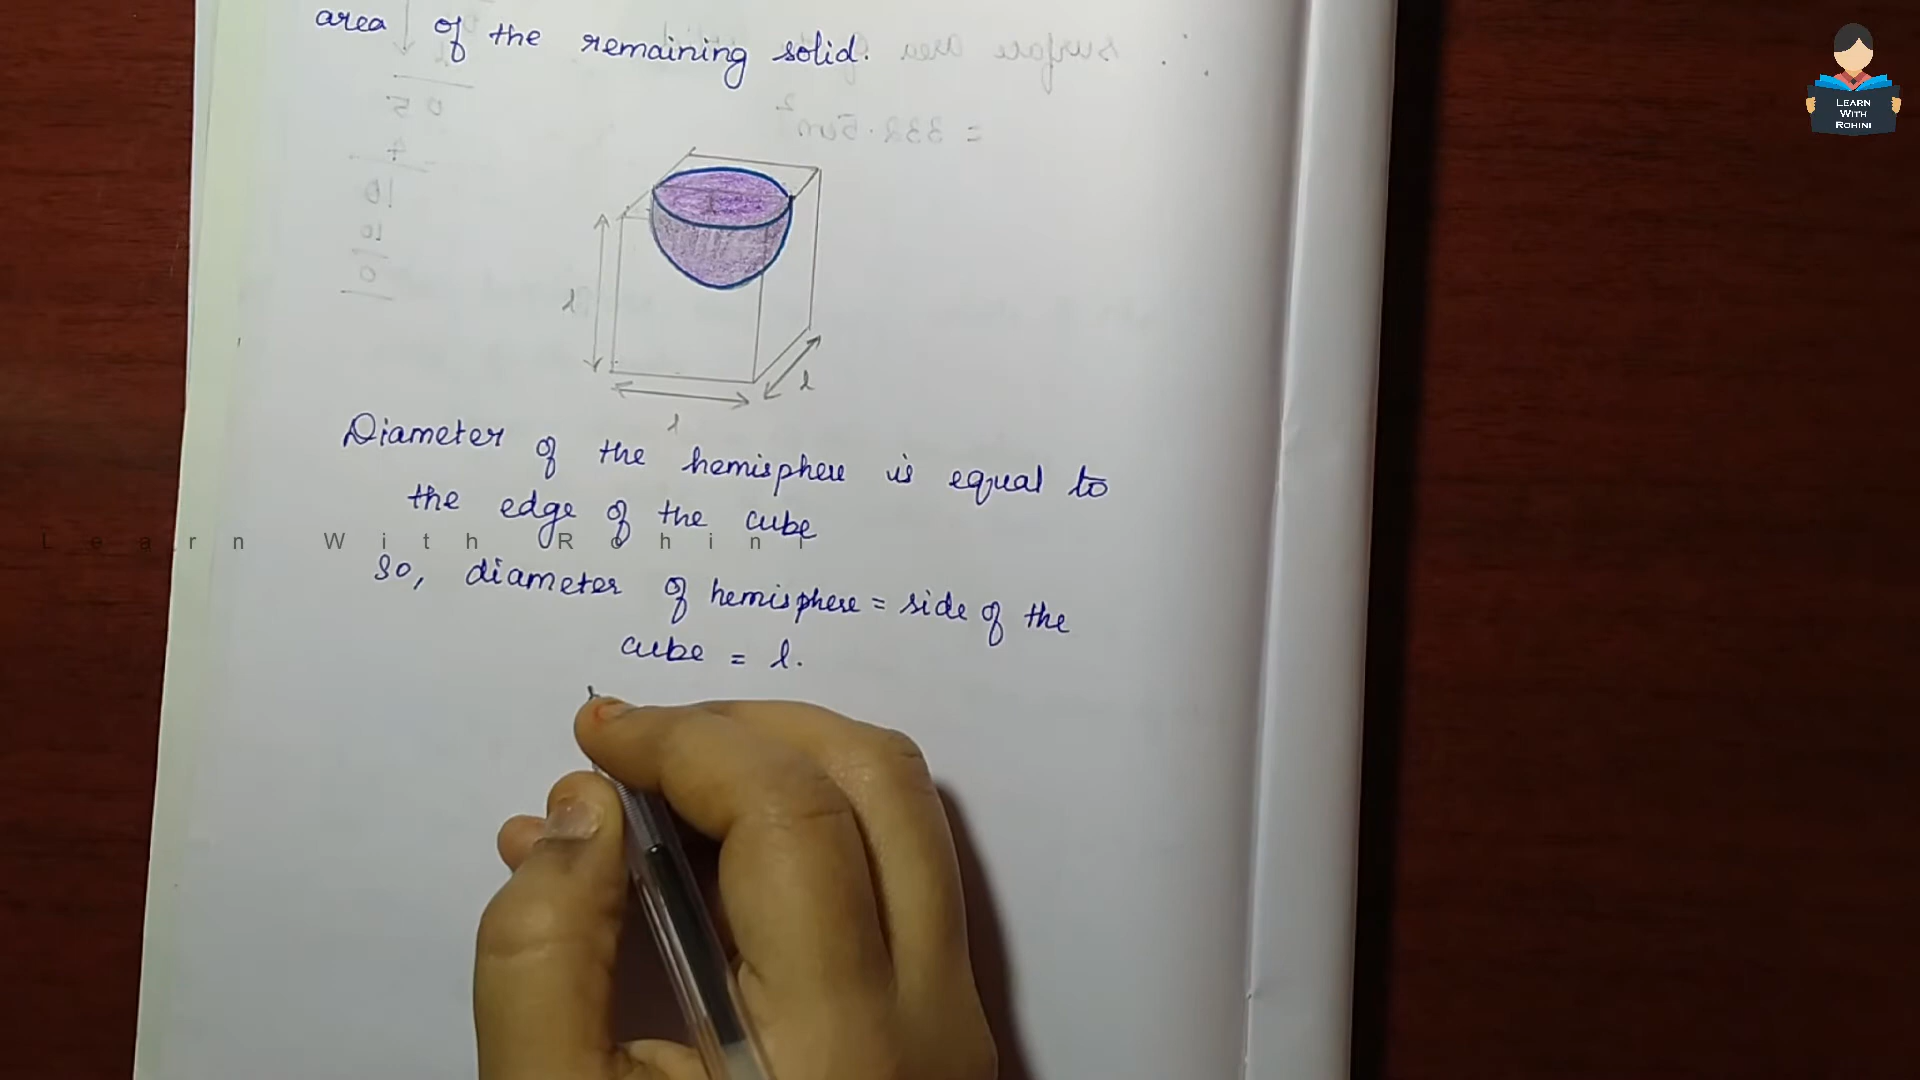 area of the remaining solid.
l
l
l
Diameter of the hemisphere is equal to
the edge of the cube
Learn With Rohini
So, diameter of hemisphere = side of the
cube = l.
LEARN
WITH
ROHINI